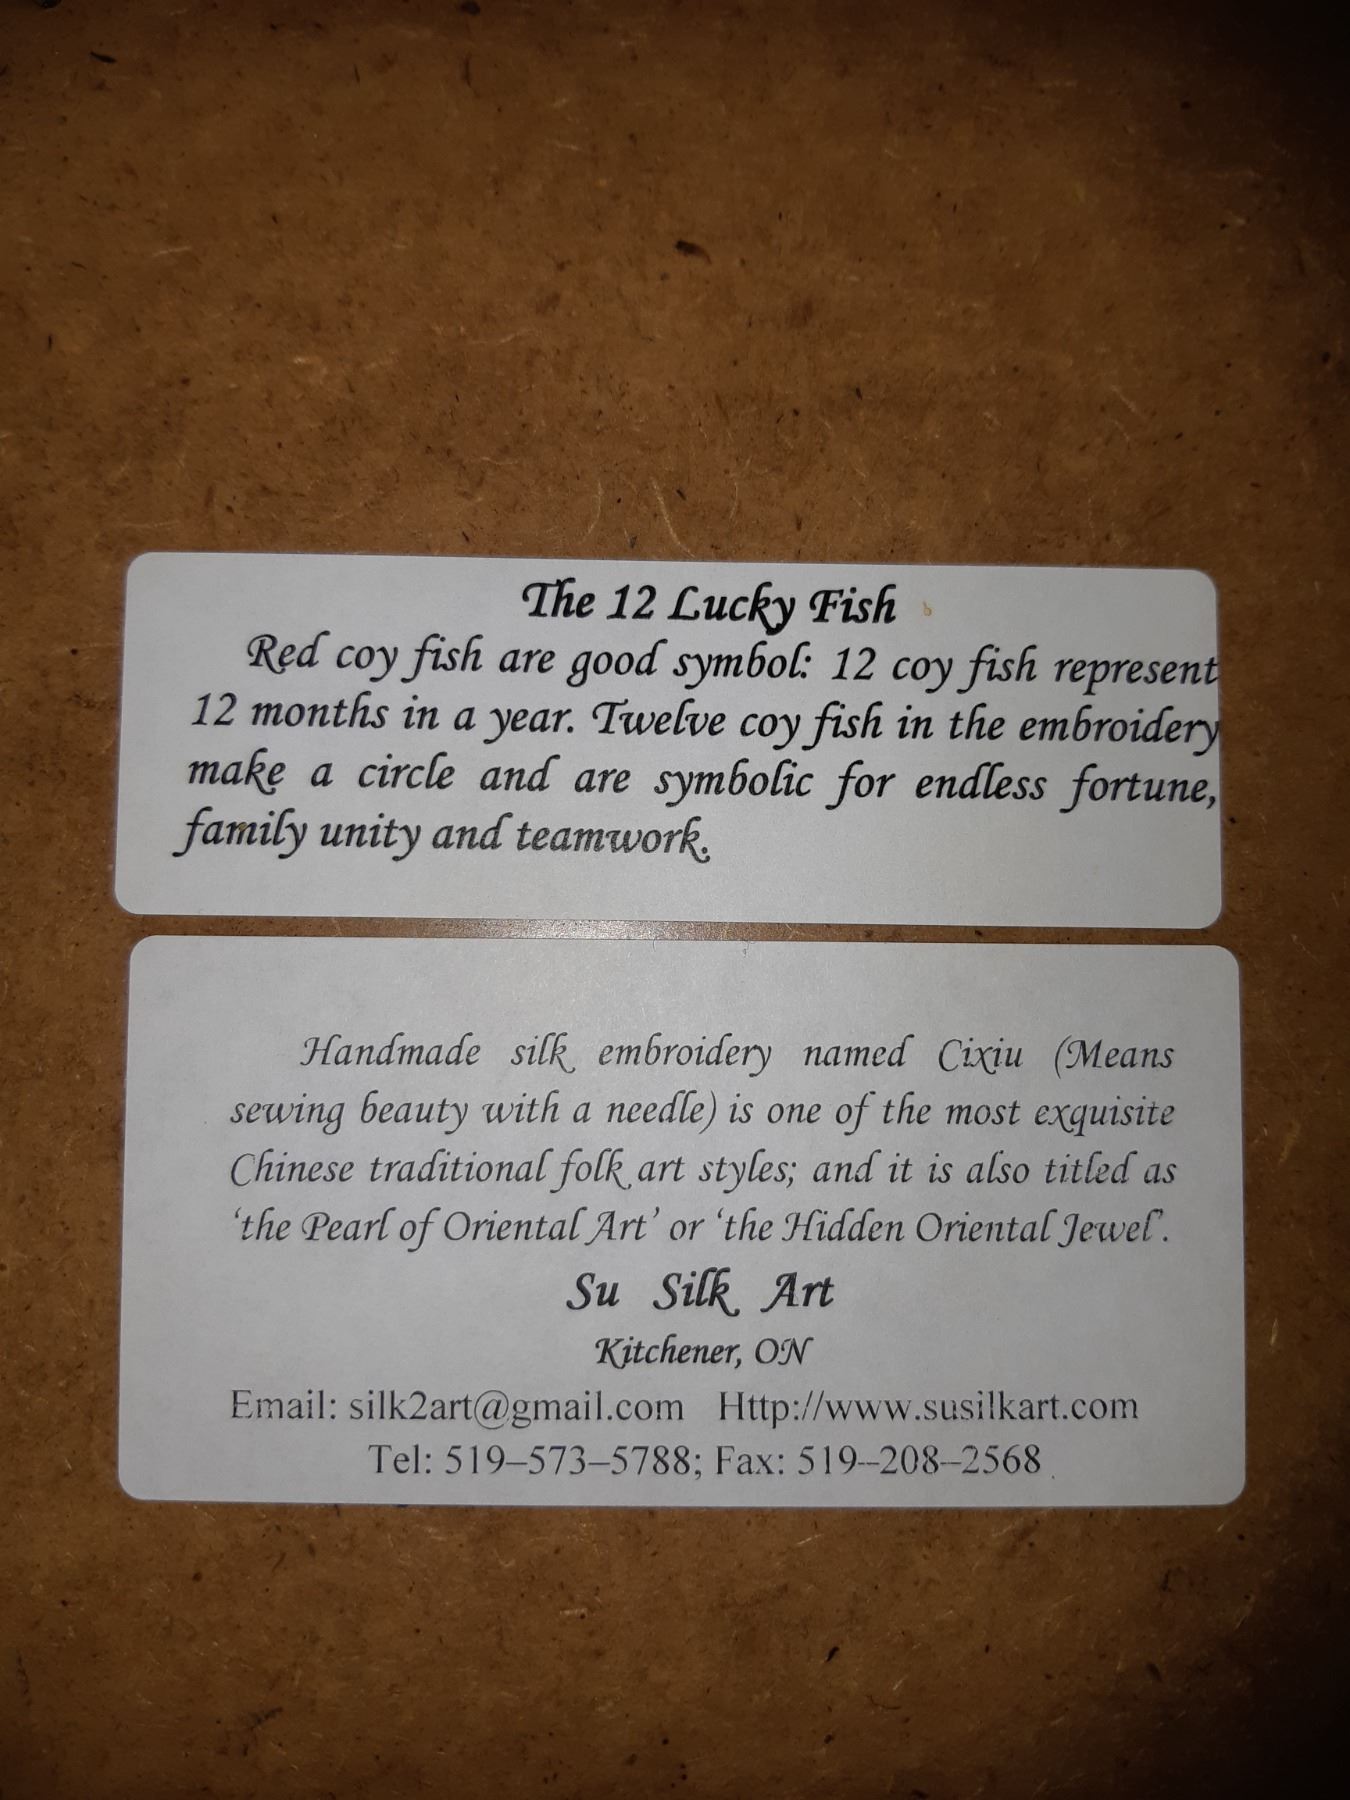 The 12 Lucky Fish
Red coy fish are good symbol: 12 coy fish represent
12 months in a year. Twelve coy fish in the embroidery
make a circle and are symbolic for endless fortune,
family unity and teamwork.
Handmade silk embroidery named Cixiu (Means
sewing beauty with a needle) is one of the most exquisite
Chinese traditional folk art styles; and it is also titled as
‘the Pearl of Oriental Art’ or ‘the Hidden Oriental Jewel’.
Su Silk Art
Kitchener, ON
Email: silk2art@gmail.com Http://www.susilkart.com
Tel: 519–573–5788; Fax: 519–208–2568